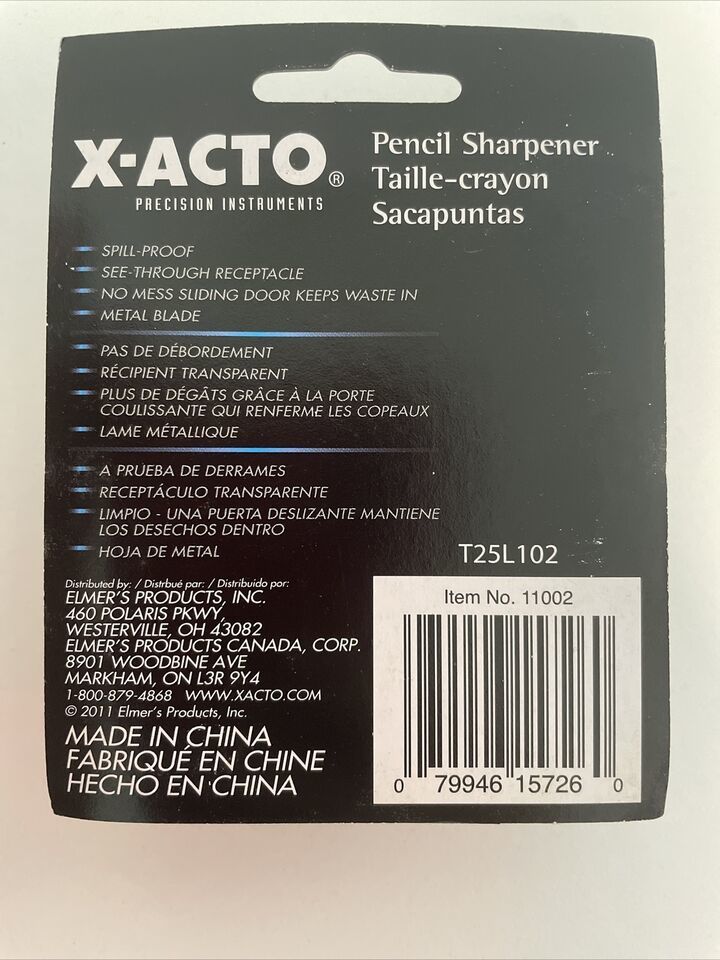 X-ACTO®
PRECISION INSTRUMENTS
Pencil Sharpener
Taille-crayon
Sacapuntas
SPILL-PROOF
SEE-THROUGH RECEPTACLE
NO MESS SLIDING DOOR KEEPS WASTE IN
METAL BLADE
PAS DE DÉBORDEMENT
RÉCIPIENT TRANSPARENT
PLUS DE DÉGÂTS GRÂCE À LA PORTE
COULISSANTE QUI RENFERME LES COPEAUX
LAME MÉTALLIQUE
A PRUEBA DE DERRAMES
RECEPTÁCULO TRANSPARENTE
LIMPIO - UNA PUERTA DESLIZANTE MANTIENE
LOS DESECHOS DENTRO
HOJA DE METAL
Distributed by: / Distrbué par: / Distribuido por:
ELMER'S PRODUCTS, INC.
460 POLARIS PKWY,
WESTERVILLE, OH 43082
ELMER'S PRODUCTS CANADA, CORP.
8901 WOODBINE AVE
MARKHAM, ON L3R 9Y4
1-800-879-4868 WWW.XACTO.COM
© 2011 Elmer's Products, Inc.
MADE IN CHINA
FABRIQUÉ EN CHINE
HECHO EN CHINA
T25L102
Item No. 11002
0 79946 15726 0